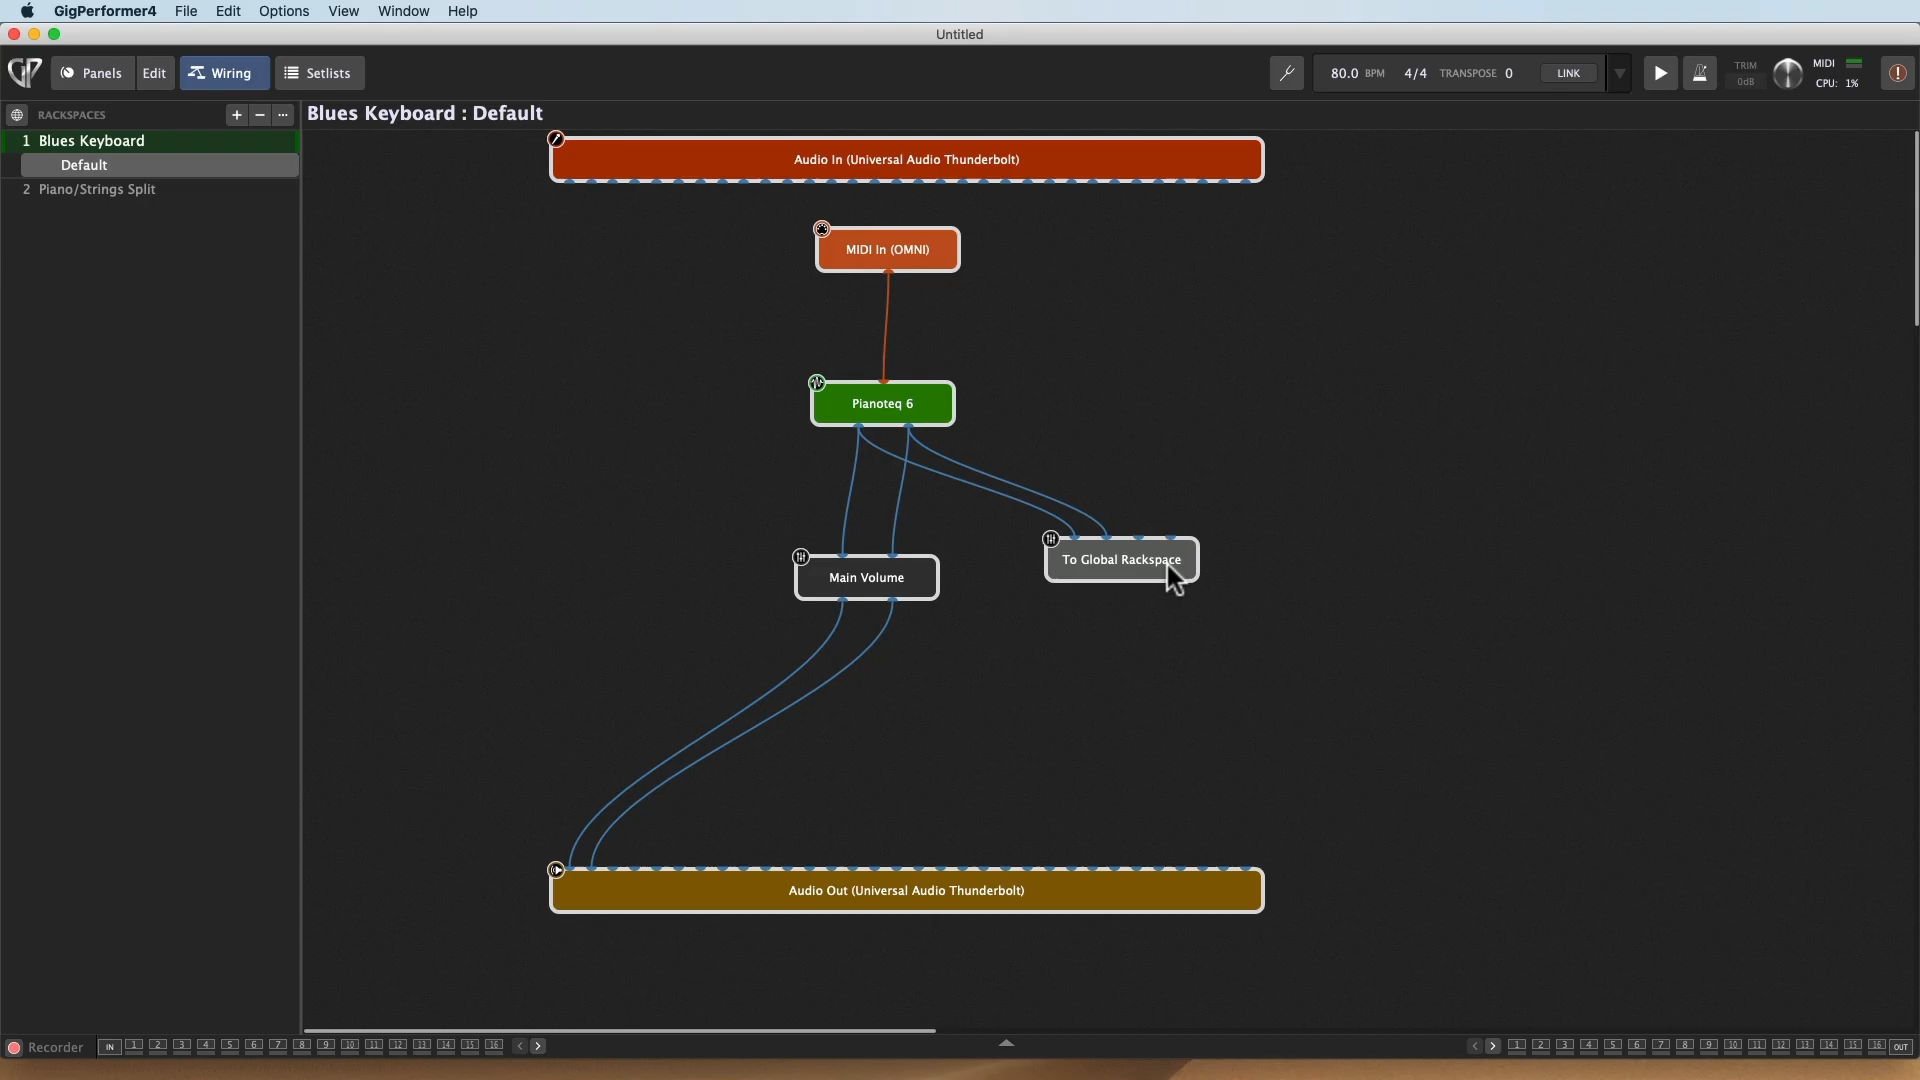 GigPerformer4 File Edit Options View Window Help
Untitled
Panels Edit Wiring Setlists 80.0 BPM 4/4 TRANSPOSE 0 LINK TRIM 0dB MIDI CPU: 1%
RACKSPACES + − ...
Blues Keyboard : Default
1 Blues Keyboard
Default
2 Piano/Strings Split
Audio In (Universal Audio Thunderbolt)
MIDI In (OMNI)
Pianoteq 6
To Global Rackspace
Main Volume
Audio Out (Universal Audio Thunderbolt)
Recorder IN 1 2 3 4 5 6 7 8 9 10 11 12 13 14 15 16 < > < > 1 2 3 4 5 6 7 8 9 10 11 12 13 14 15 16 OUT